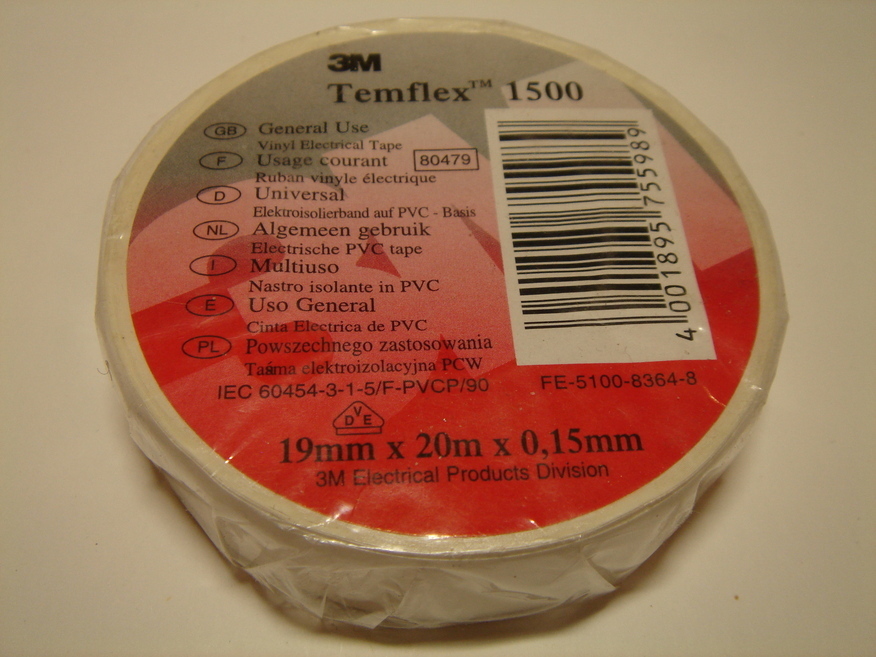 3M
Temflex™ 1500
GB General Use
Vinyl Electrical Tape
F Usage courant 80479
Ruban vinyle électrique
D Universal
Elektroisolierband auf PVC - Basis
NL Algemeen gebruik
Electrische PVC tape
I Multiuso
Nastro isolante in PVC
E Uso General
Cinta Electrica de PVC
PL Powszechnego zastosowania
Taśma elektroizolacyjna PCW
IEC 60454-3-1-5/F-PVCP/90 FE-5100-8364-8
VDE
19mm x 20m x 0,15mm
3M Electrical Products Division
4 001895 755989